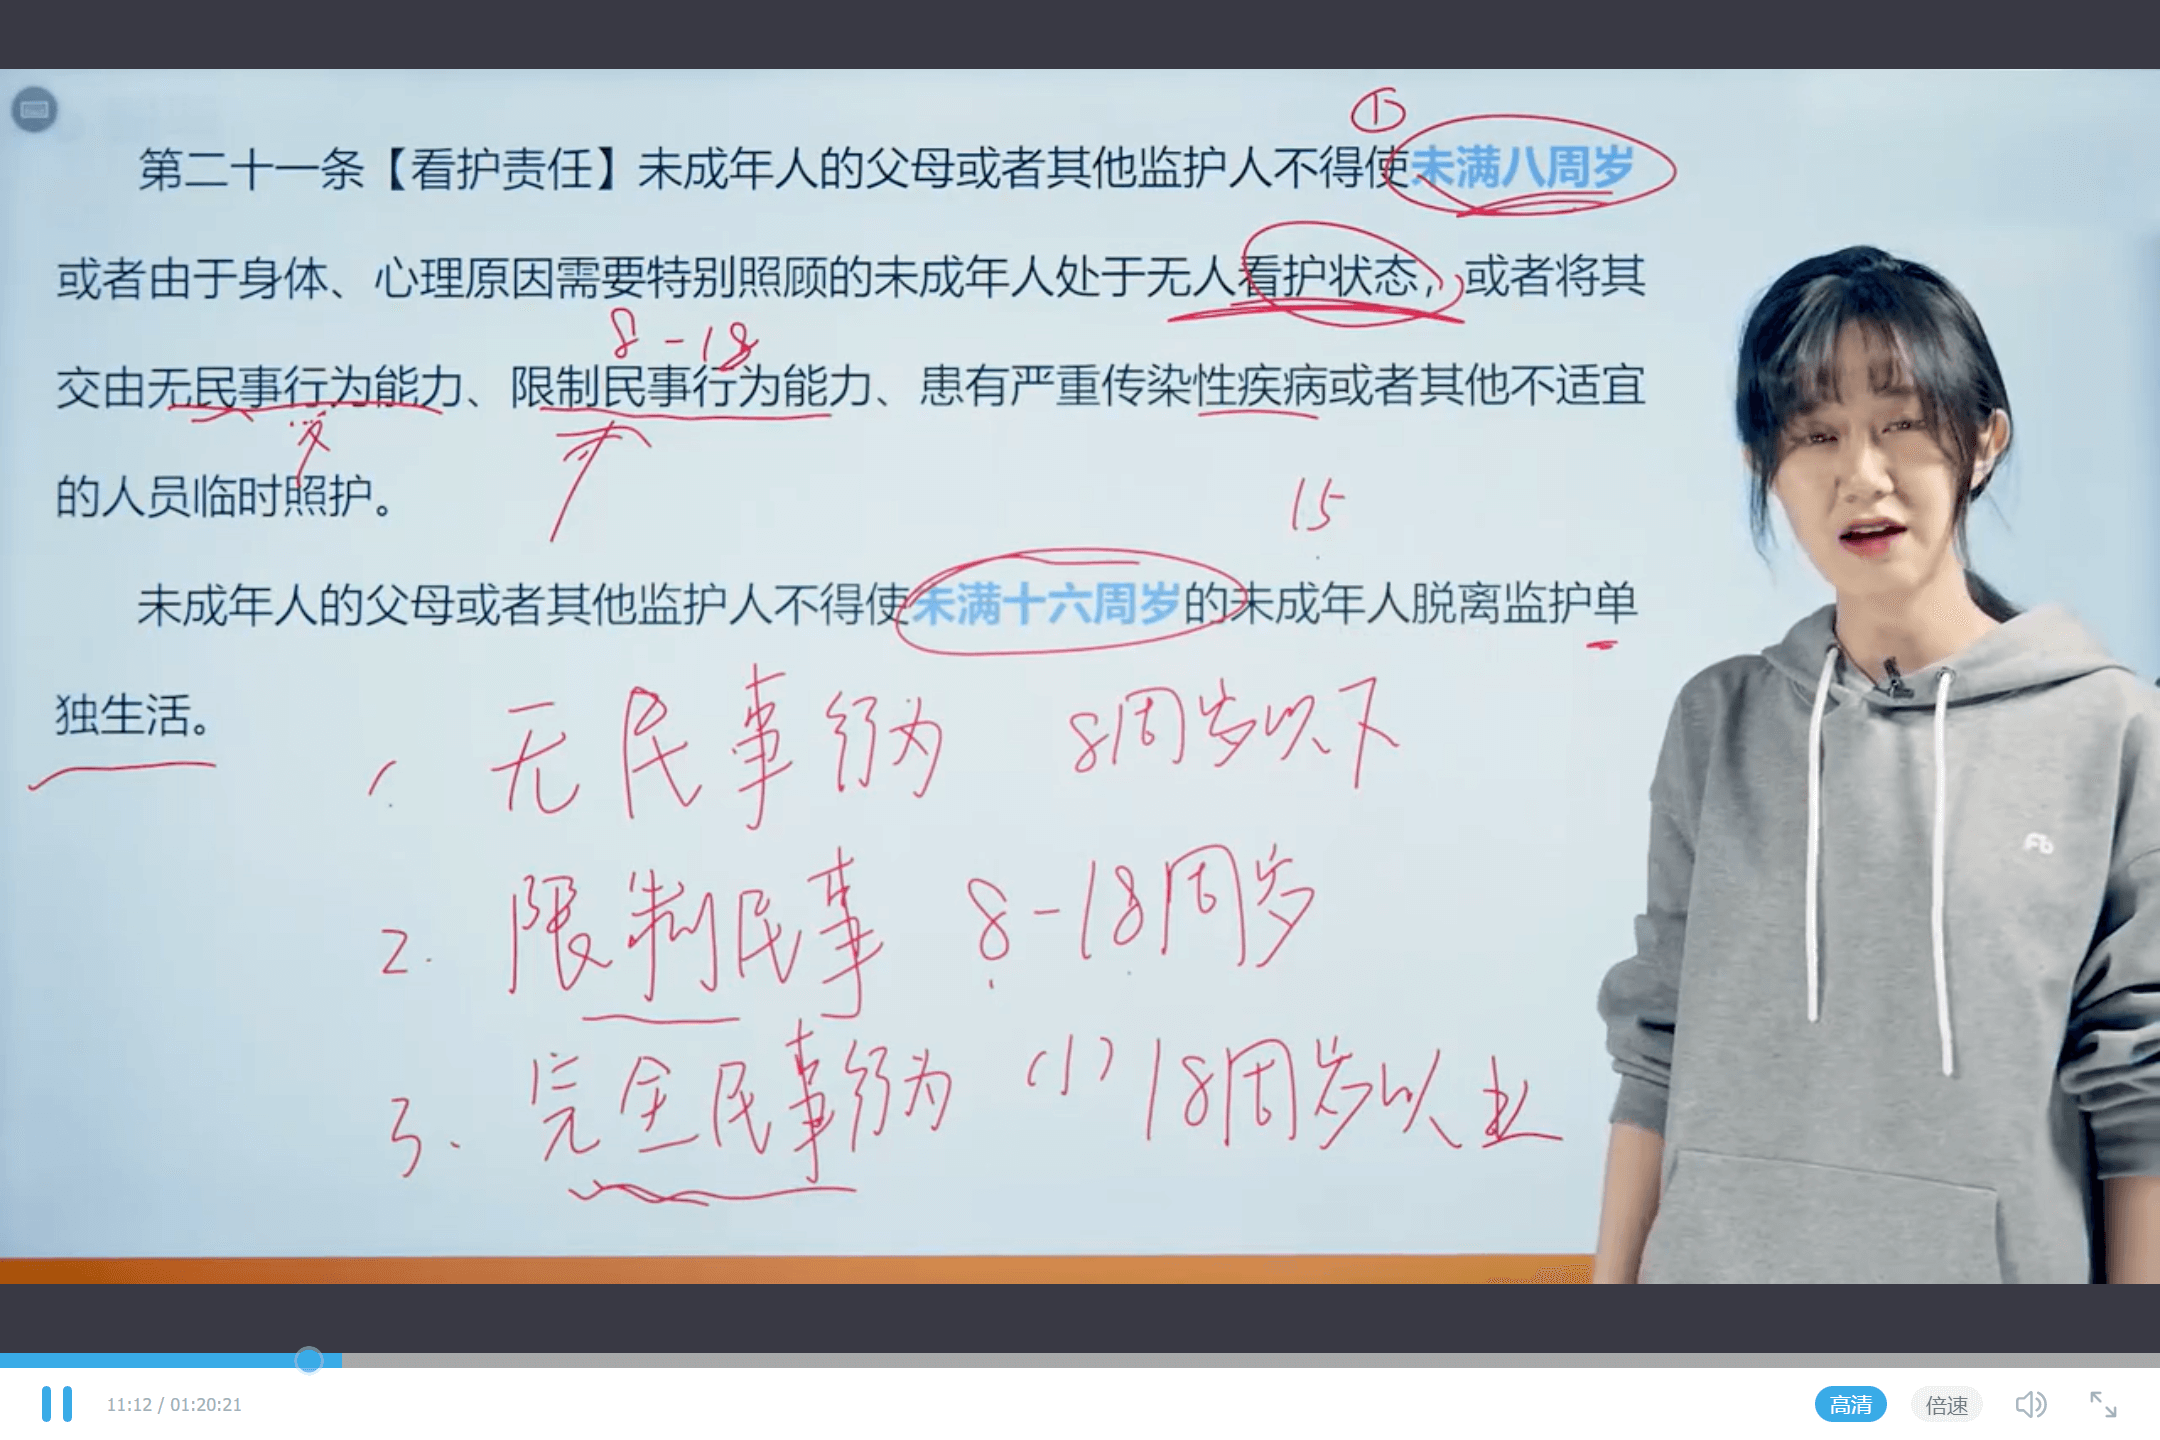 ①
第二十一条【看护责任】未成年人的父母或者其他监护人不得使未满八周岁
或者由于身体、心理原因需要特别照顾的未成年人处于无人看护状态，或者将其
8-18
交由无民事行为能力、限制民事行为能力、患有严重传染性疾病或者其他不适宜
的人员临时照护。
15
未成年人的父母或者其他监护人不得使未满十六周岁的未成年人脱离监护单
独生活。
1. 无民事行为 8周岁以下
2. 限制民事 8-18周岁
3. 完全民事行为 (1) 18周岁以上
Fb
11:12 / 01:20:21
高清
倍速